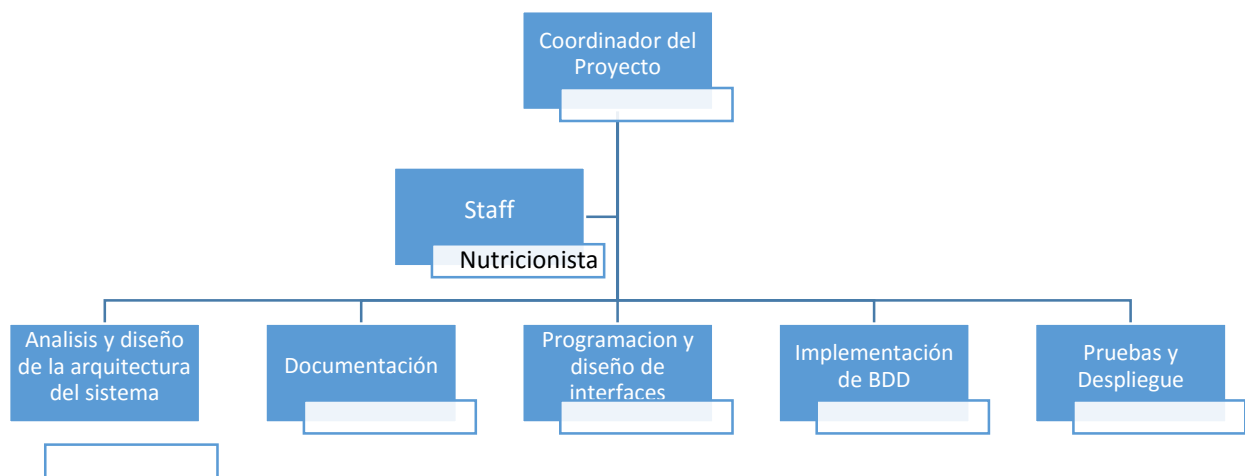 Coordinador del
Proyecto
Staff
Nutricionista
Analisis y diseño
de la arquitectura
del sistema
Documentación
Programacion y
diseño de
interfaces
Implementación
de BDD
Pruebas y
Despliegue